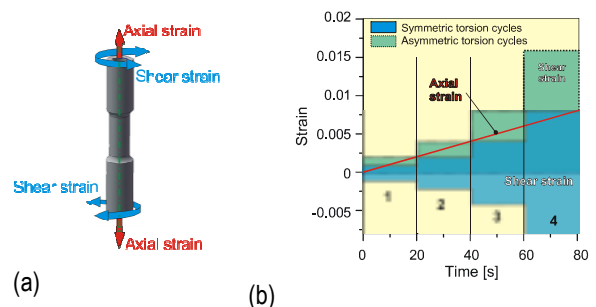 Axial strain
Shear strain
Shear strain
Axial strain
(a)
Symmetric torsion cycles
Asymmetric torsion cycles
0.02
0.015
0.01
0.005
0
-0.005
Strain
Axial
strain
Shear
strain
Shear strain
1
2
3
4
0
20
40
60
80
Time [s]
(b)